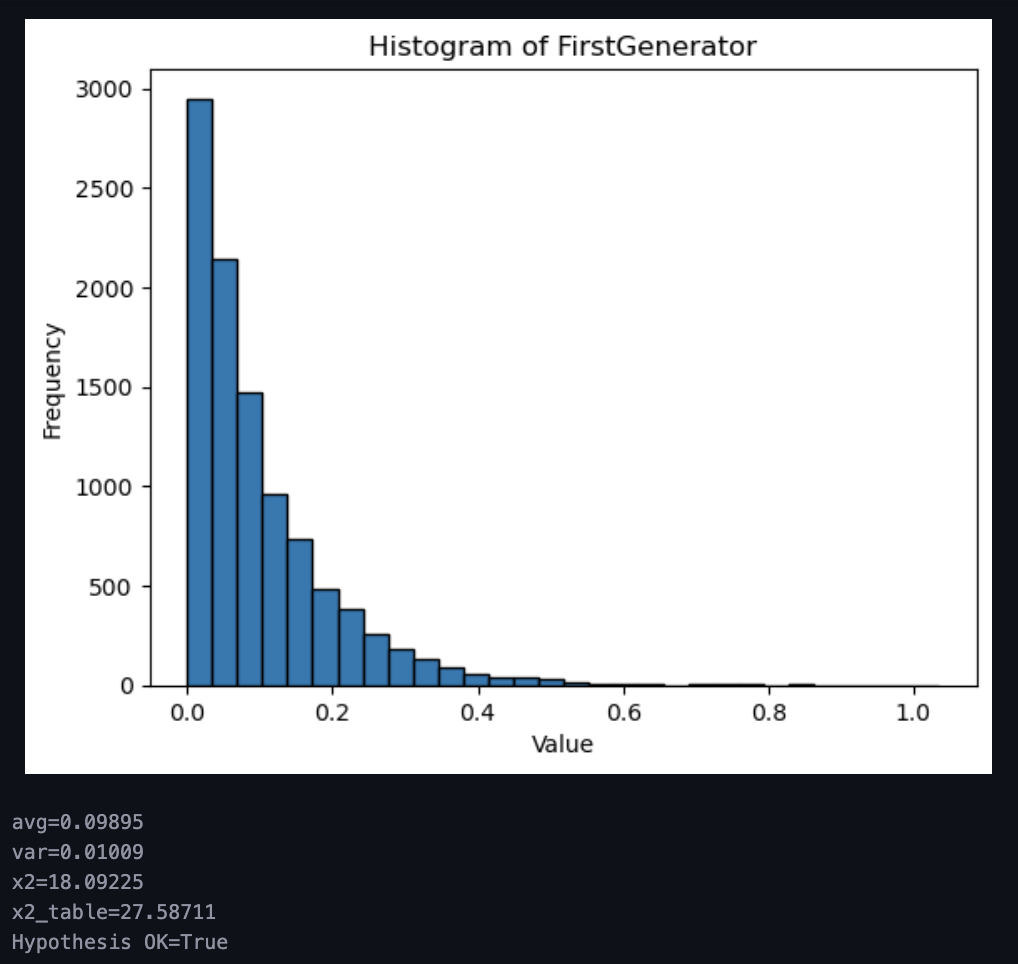 Histogram of FirstGenerator
3000
2500
2000
1500
1000
500
0
Frequency
0.0 0.2 0.4 0.6 0.8 1.0
Value
avg=0.09895
var=0.01009
x2=18.09225
x2_table=27.58711
Hypothesis OK=True